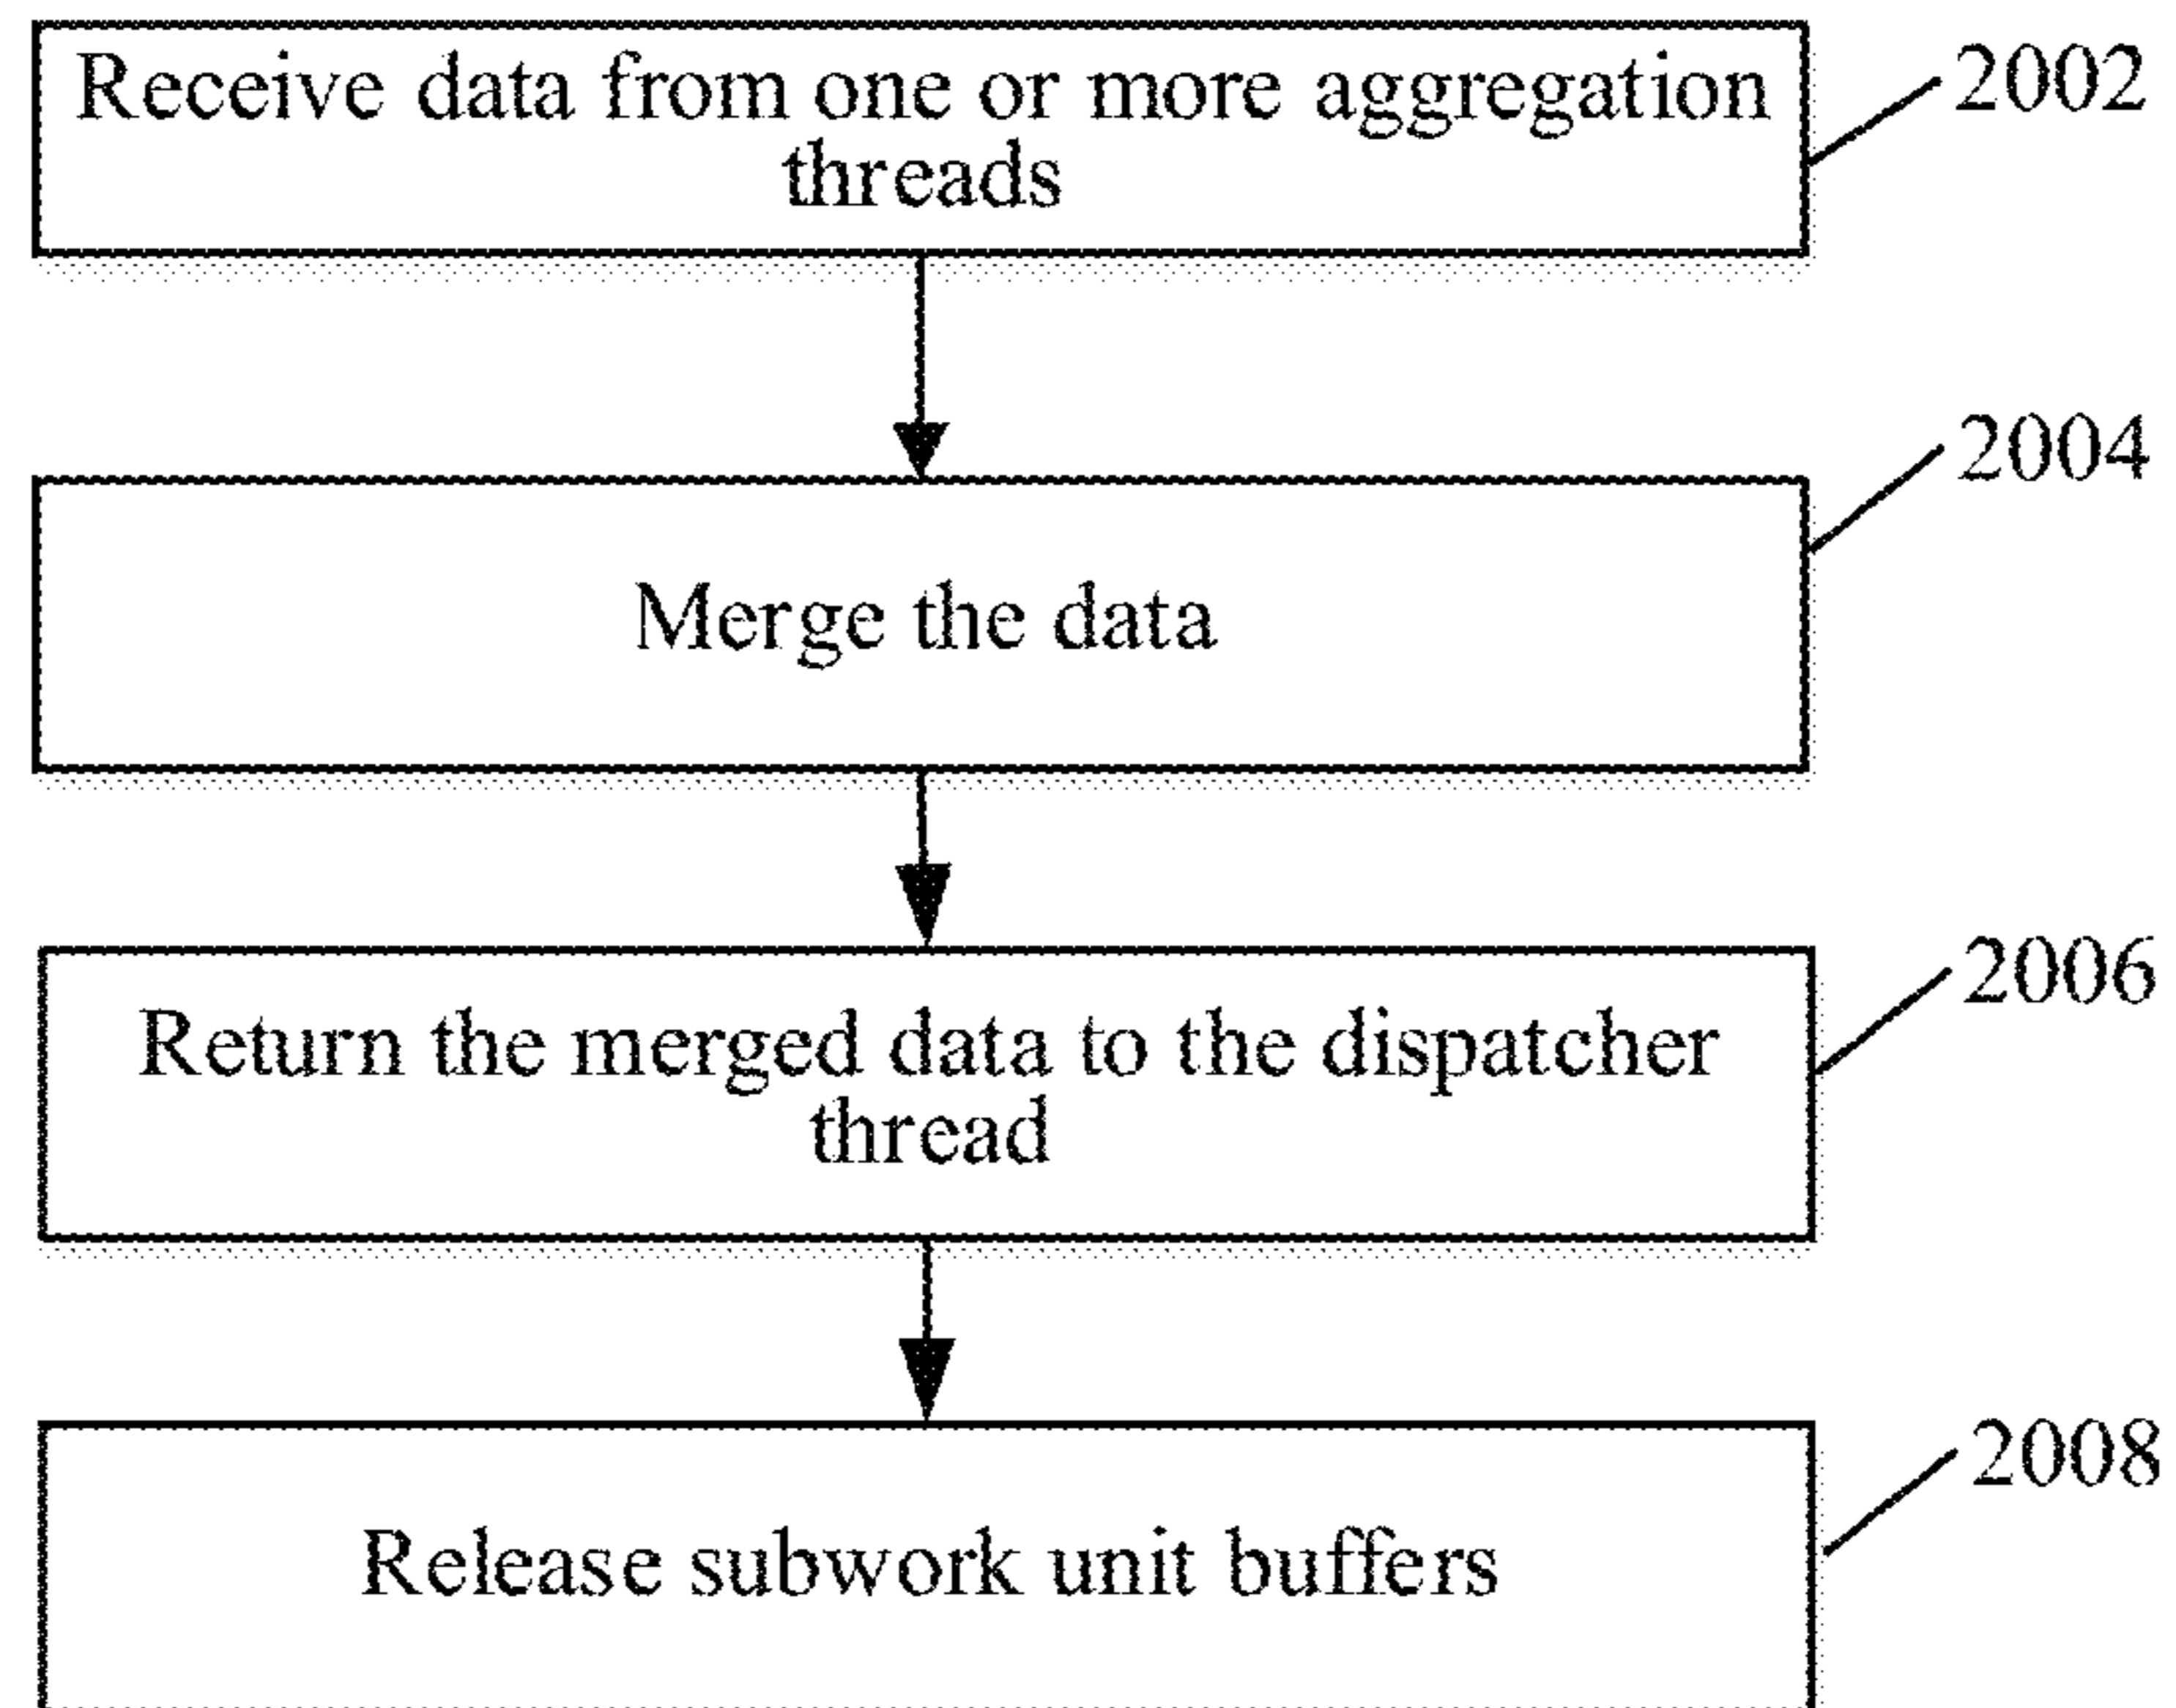 Receive data from one or more aggregation
threads
2002
2004
Merge the data
2006
Return the merged data to the dispatcher
thread
2008
Release subwork unit buffers